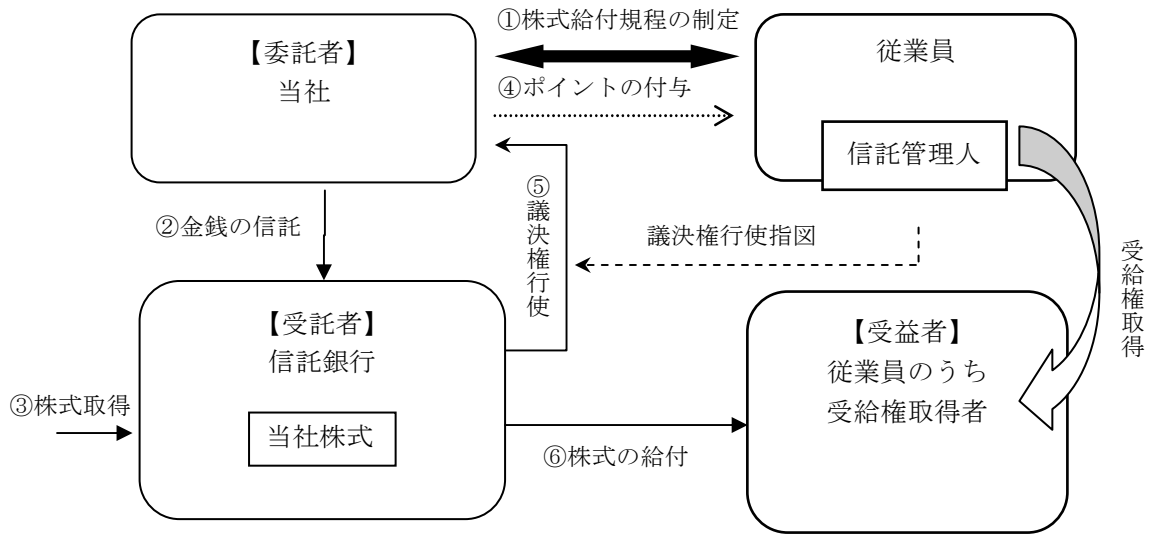 ①株式給付規程の制定
【委託者】
当社
従業員
④ポイントの付与
信託管理人
②金銭の信託
⑤議決権行使
議決権行使指図
受給権取得
【受託者】
信託銀行
【受益者】
従業員のうち
受給権取得者
③株式取得
当社株式
⑥株式の給付